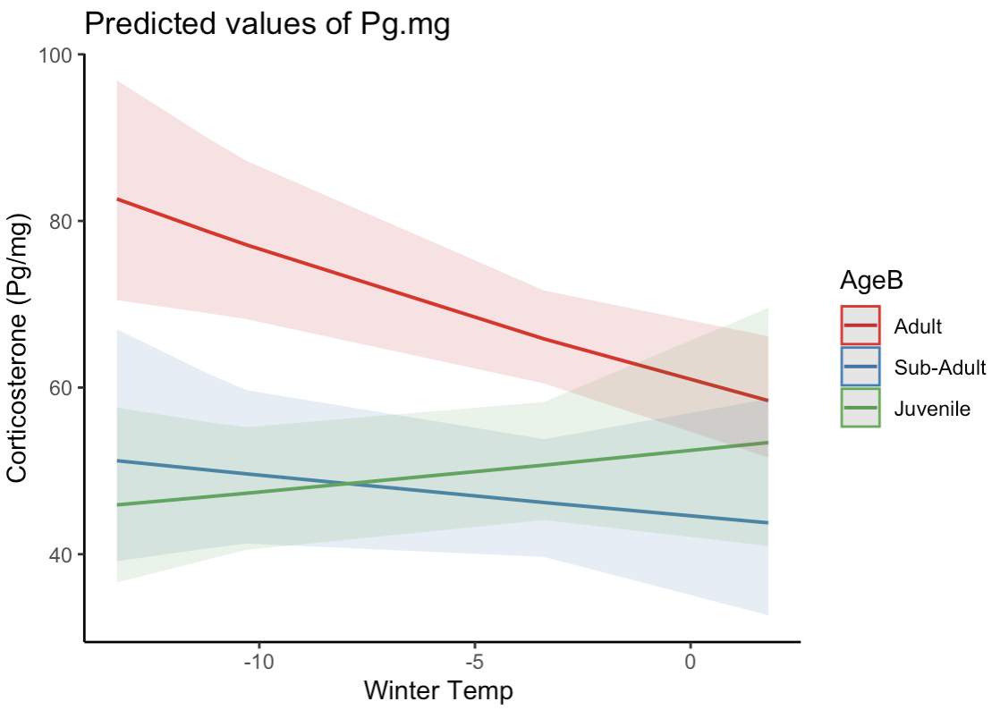 Predicted values of Pg.mg
100
80
60
40
Corticosterone (Pg/mg)
-10
-5
0
Winter Temp
AgeB
Adult
Sub-Adult
Juvenile